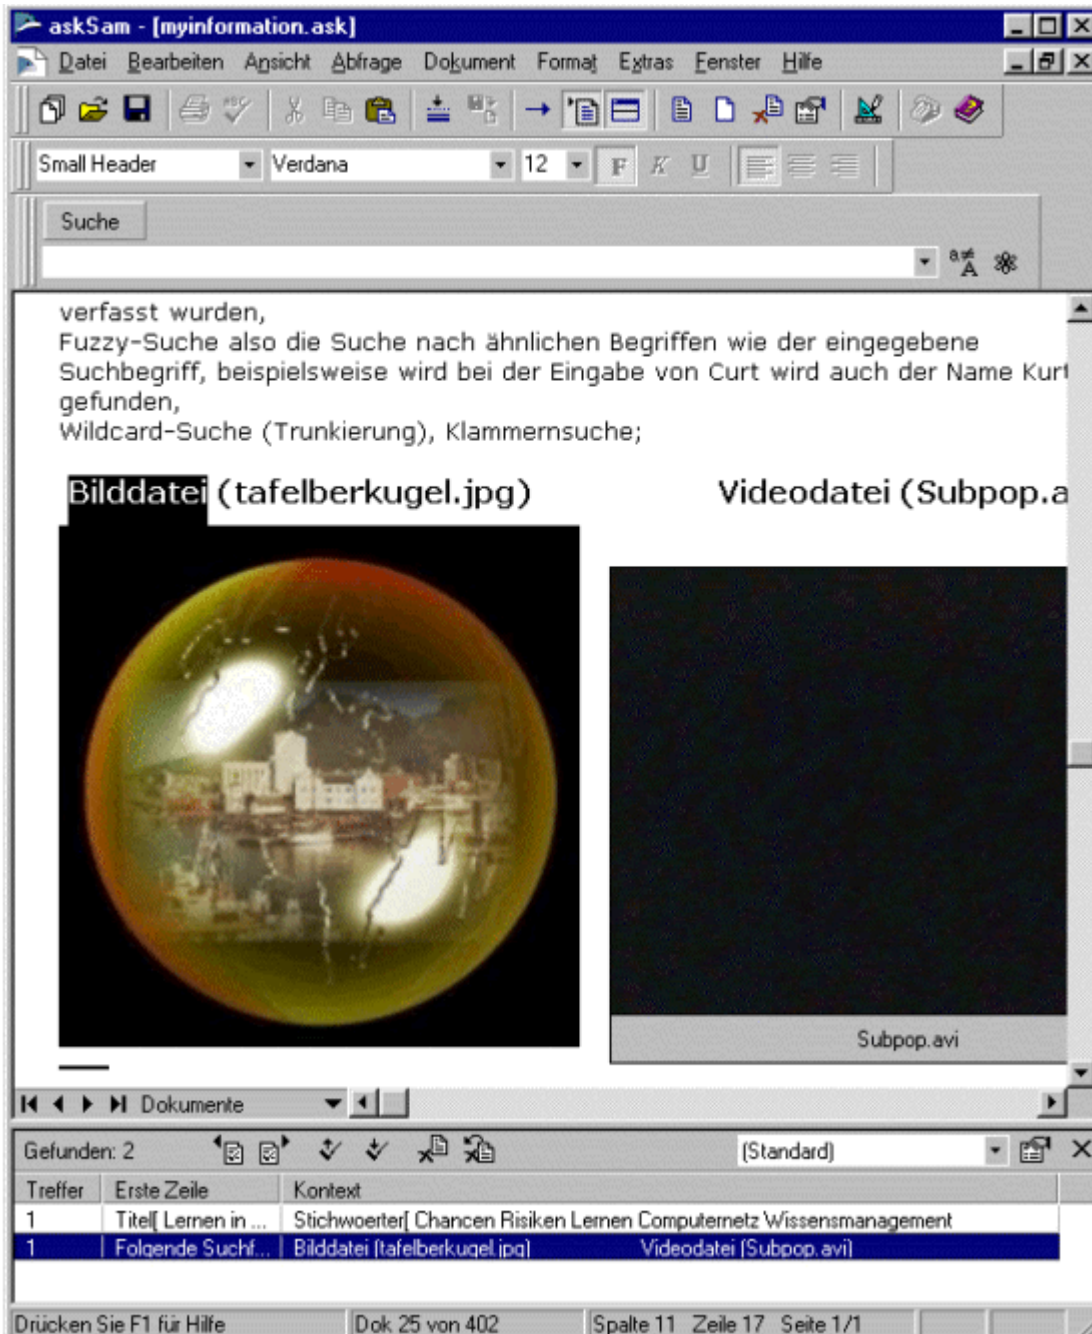 askSam - [myinformation.ask]
Datei Bearbeiten Ansicht Abfrage Dokument Format Extras Fenster Hilfe
Small Header Verdana 12 F K U
Suche
verfasst wurden,
Fuzzy-Suche also die Suche nach ähnlichen Begriffen wie der eingegebene
Suchbegriff, beispielsweise wird bei der Eingabe von Curt wird auch der Name Kurt
gefunden,
Wildcard-Suche (Trunkierung), Klammernsuche;
Bilddatei (tafelberkugel.jpg) Videodatei (Subpop.a
Subpop.avi
Dokumente
Gefunden: 2 (Standard)
Treffer Erste Zeile Kontext
1 Titel[ Lernen in ... Stichwoerter[ Chancen Risiken Lernen Computernetz Wissensmanagement
1 Folgende Suchf... Bilddatei (tafelberkugel.jpg) Videodatei (Subpop.avi)
Drücken Sie F1 für Hilfe Dok 25 von 402 Spalte 11 Zeile 17 Seite 1/1